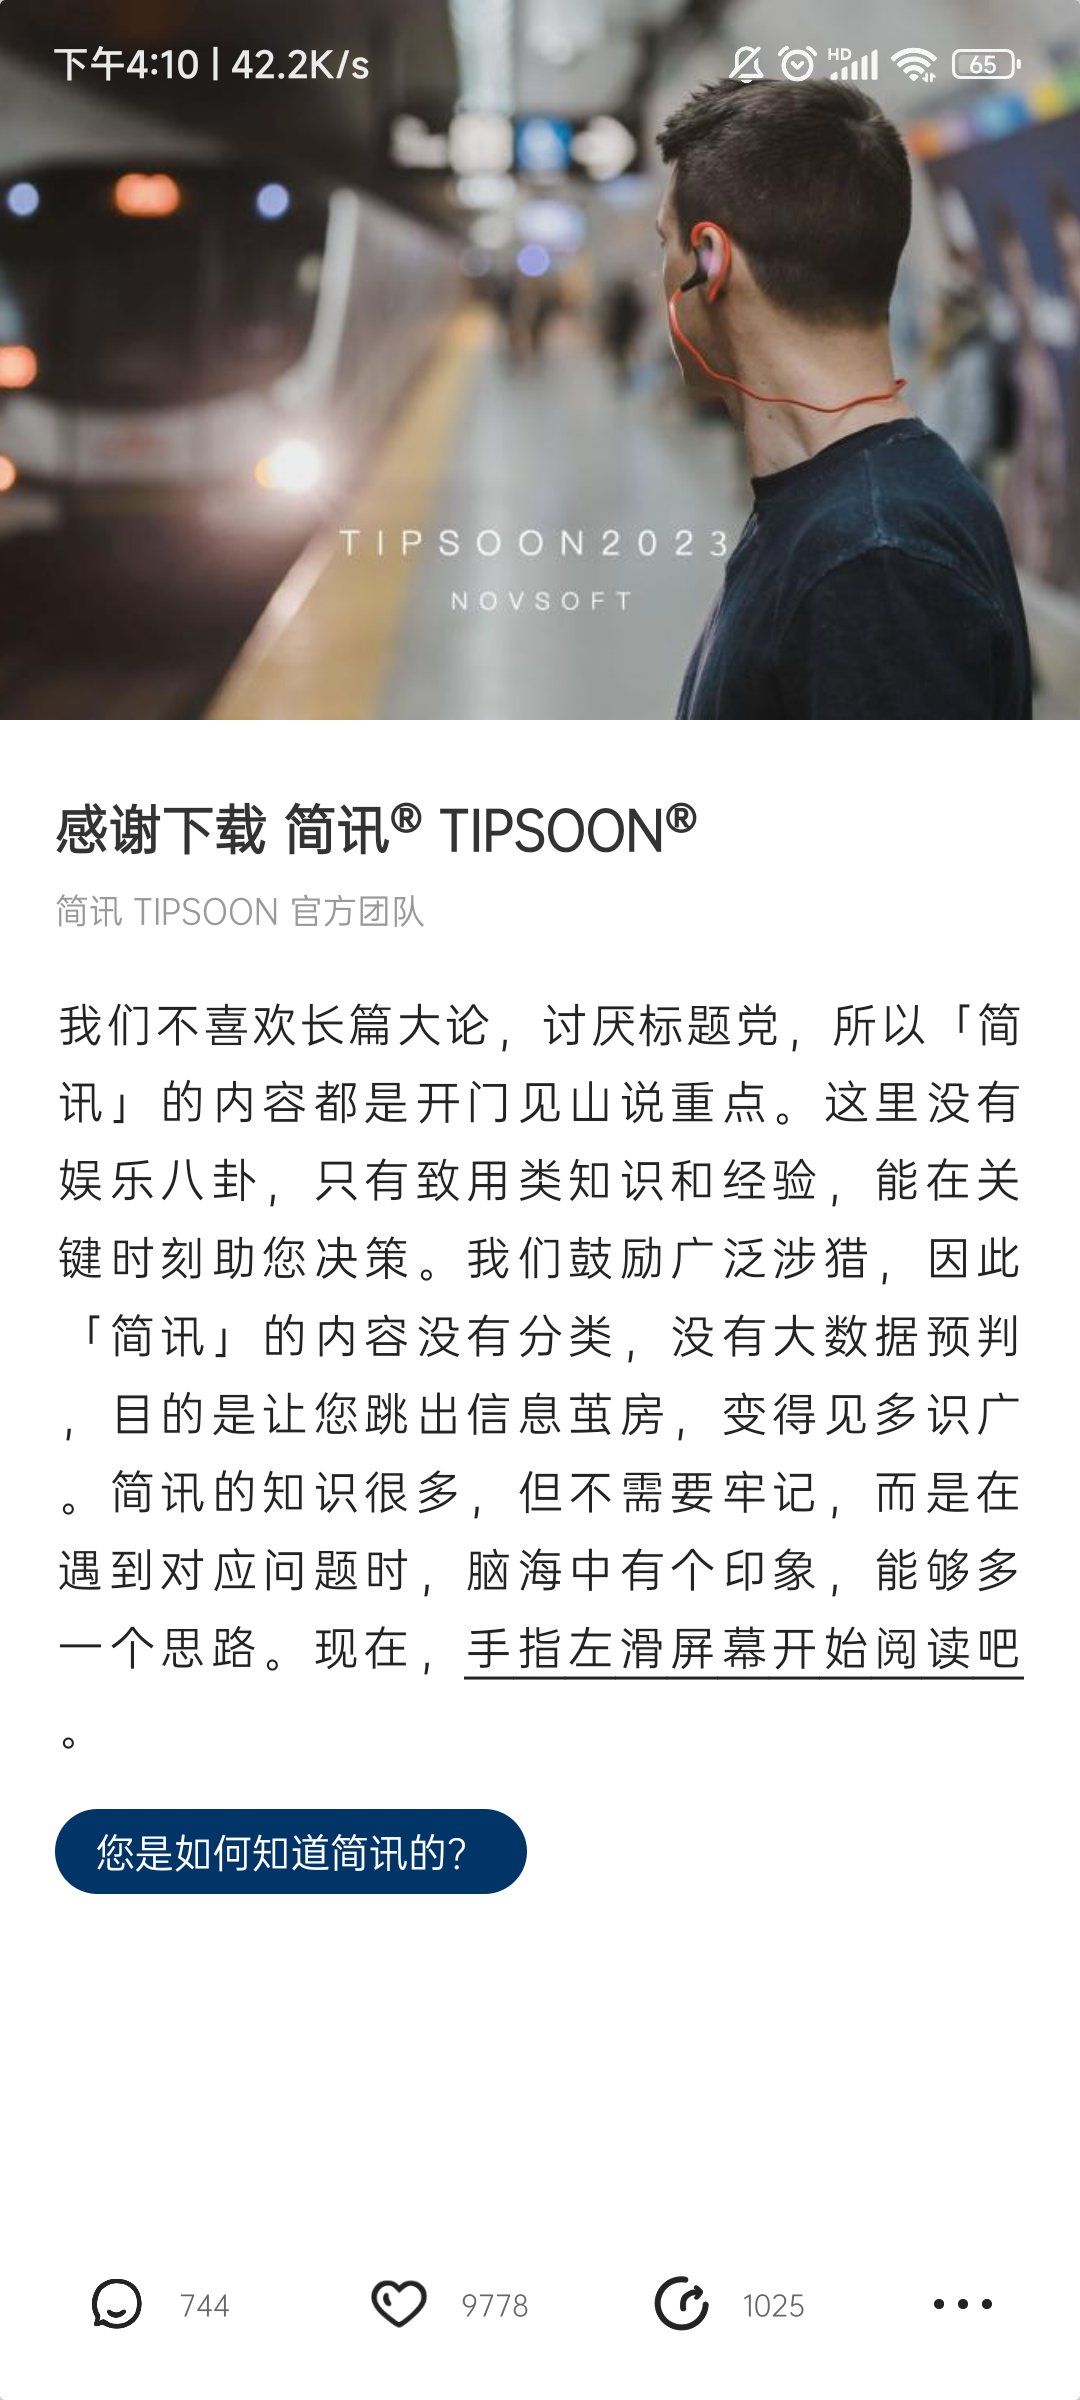 下午4:10 | 42.2K/s
HD
65
TIPSOON2023
NOVSOFT
感谢下载 简讯® TIPSOON®
简讯 TIPSOON 官方团队
我们不喜欢长篇大论，讨厌标题党，所以「简
讯」的内容都是开门见山说重点。这里没有
娱乐八卦，只有致用类知识和经验，能在关
键时刻助您决策。我们鼓励广泛涉猎，因此
「简讯」的内容没有分类，没有大数据预判
，目的是让您跳出信息茧房，变得见多识广
。简讯的知识很多，但不需要牢记，而是在
遇到对应问题时，脑海中有个印象，能够多
一个思路。现在，手指左滑屏幕开始阅读吧
。
您是如何知道简讯的？
744
9778
1025